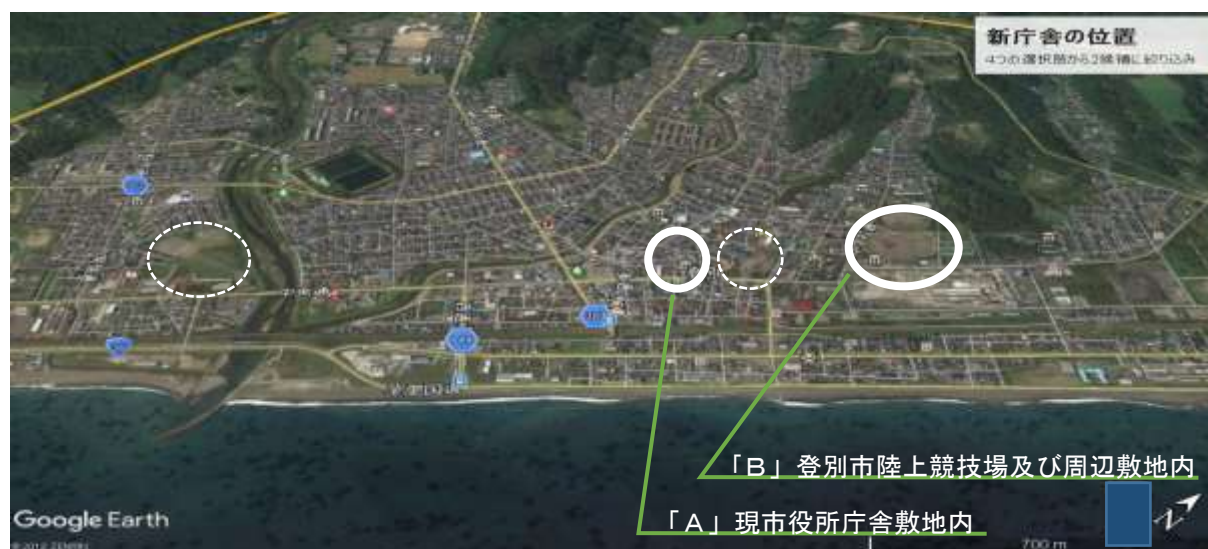 新庁舎の位置
4つの選択肢から2候補に絞り込み
「B」登別市陸上競技場及び周辺敷地内
「A」現市役所庁舎敷地内
Google Earth
700 m